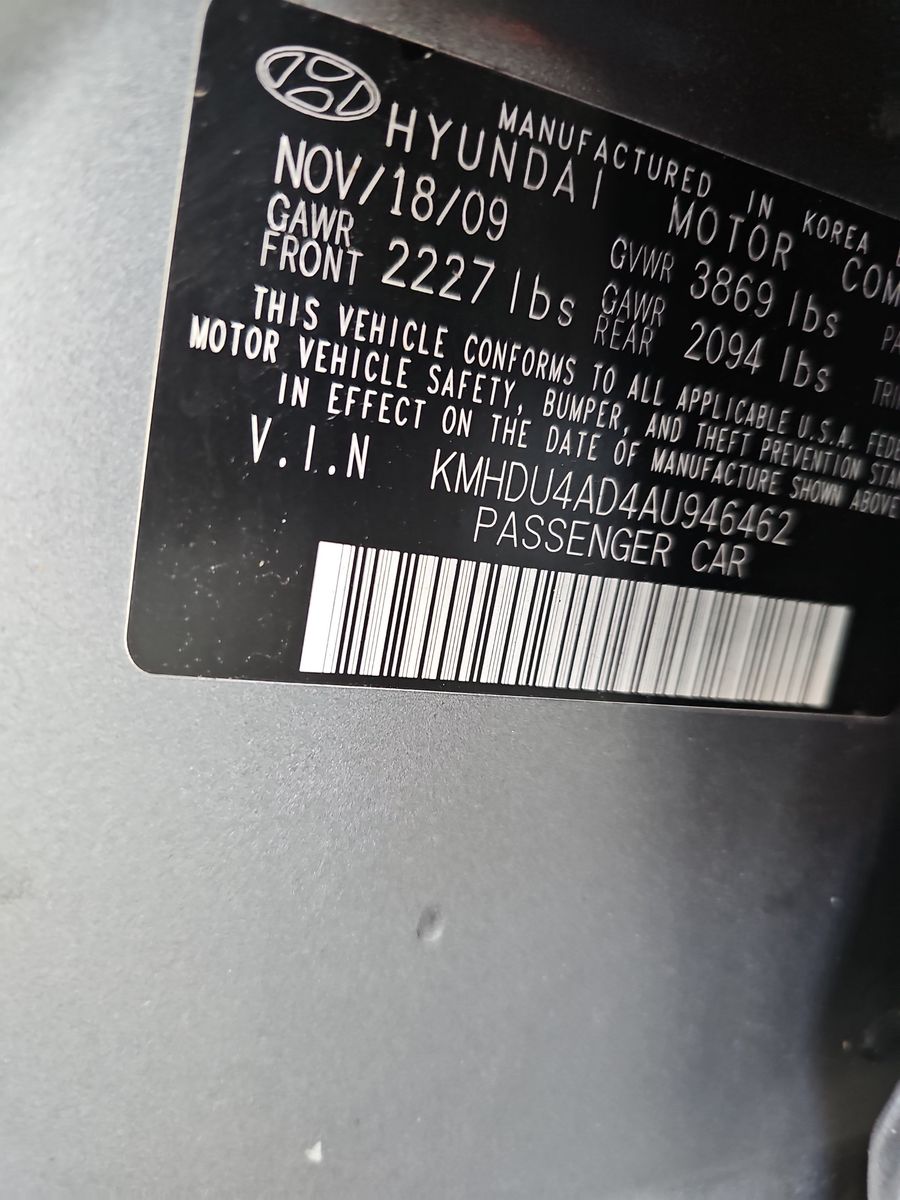 MANUFACTURED IN KOREA
HYUNDAI MOTOR
NOV/18/09 GVWR 3869 lbs
GAWR FRONT 2227 lbs GAWR REAR 2094 lbs
THIS VEHICLE CONFORMS TO ALL APPLICABLE U.S.A. FEDE
MOTOR VEHICLE SAFETY, BUMPER, AND THEFT PREVENTION STA
IN EFFECT ON THE DATE OF MANUFACTURE SHOWN ABOVE
V.I.N KMHDU4AD4AU946462
PASSENGER CAR